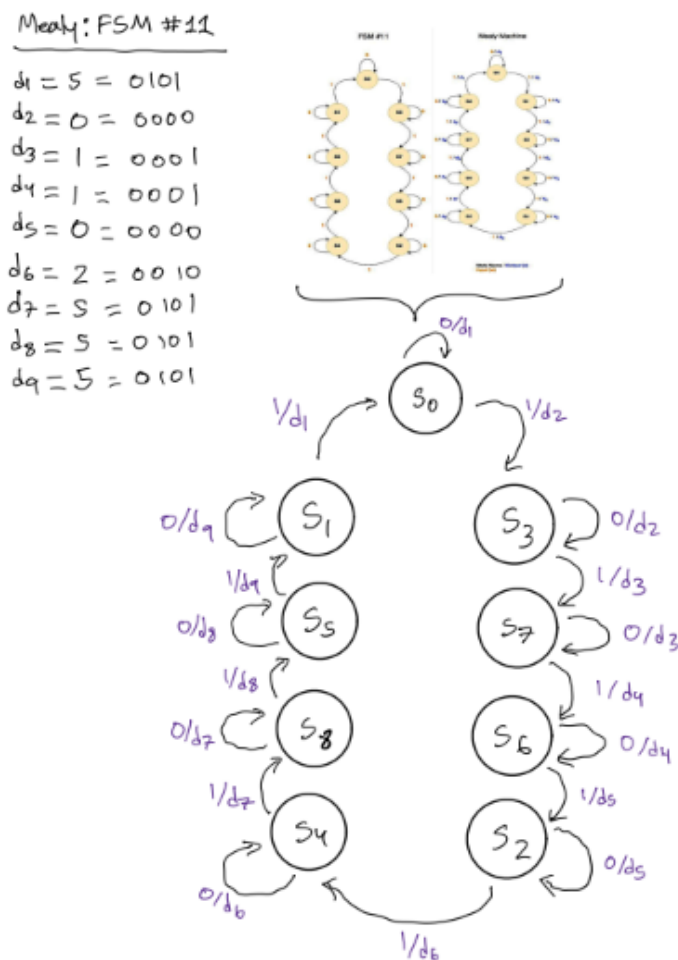 Mealy: FSM #11
d1 = 5 = 0101
d2 = 0 = 0000
d3 = 1 = 0001
d4 = 1 = 0001
d5 = 0 = 0000
d6 = 2 = 0010
d7 = 5 = 0101
d8 = 5 = 0101
d9 = 5 = 0101
FSM #11
Mealy Machine
0/d1
S0
1/d1
1/d2
0/d9
S1
S3
0/d2
1/d9
1/d3
0/d8
S5
S7
0/d3
1/d8
1/d4
0/d7
S8
S6
0/d4
1/d7
1/d5
S4
S2
0/d6
0/d5
1/d6